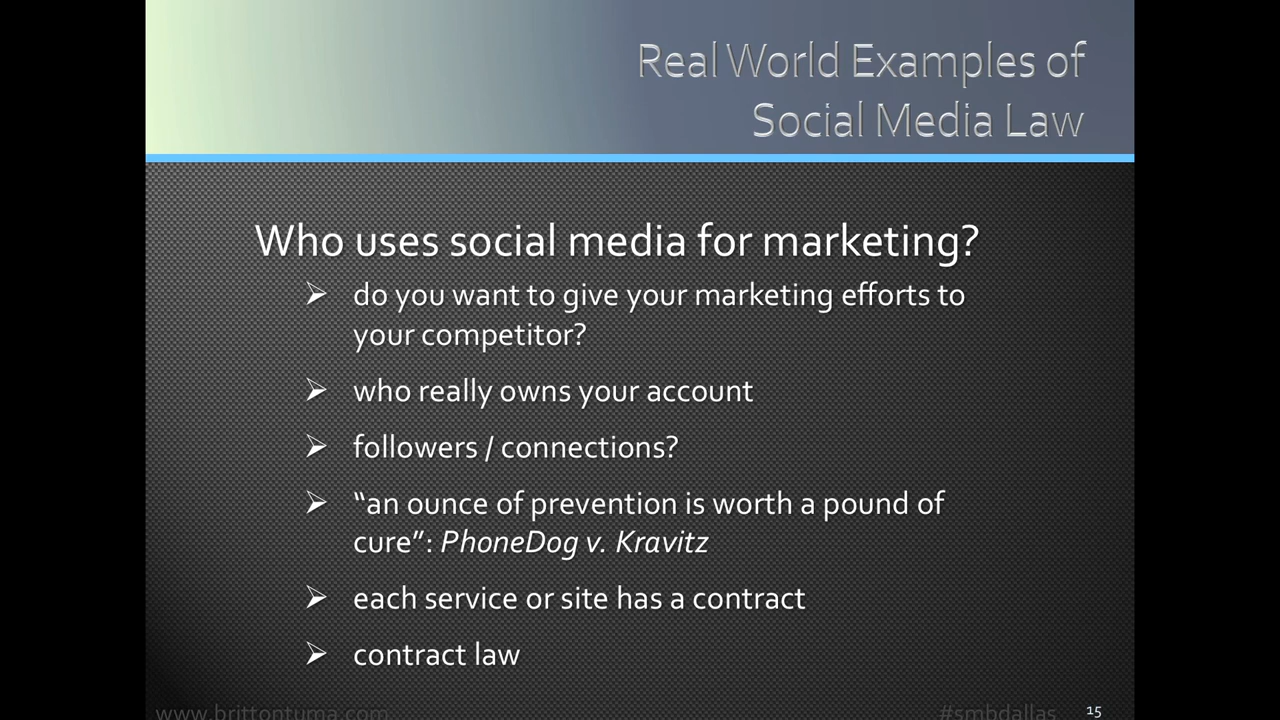 Real World Examples of
Social Media Law
Who uses social media for marketing?
do you want to give your marketing efforts to
your competitor?
who really owns your account
followers / connections?
“an ounce of prevention is worth a pound of
cure”: PhoneDog v. Kravitz
each service or site has a contract
contract law
www.brittontuma.com
#smbdallas
15